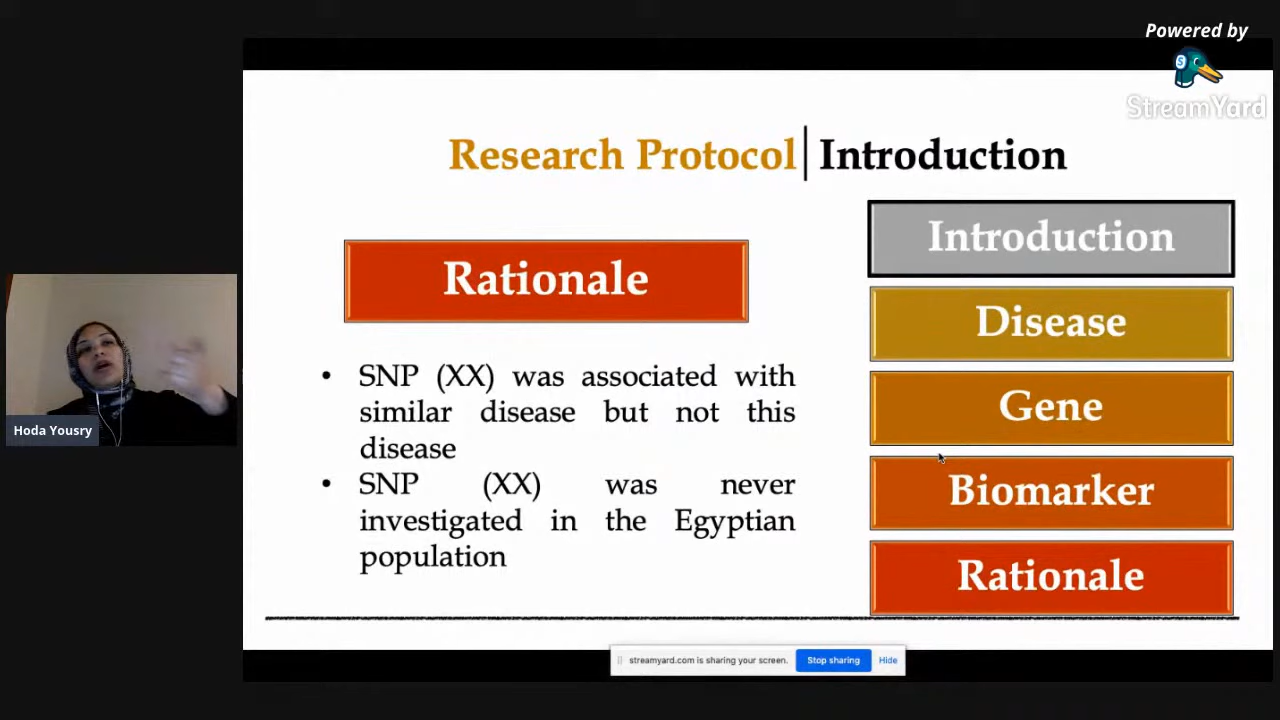 Powered by
StreamYard
Research Protocol Introduction
Rationale
• SNP (XX) was associated with
similar disease but not this
disease
• SNP (XX) was never
investigated in the Egyptian
population
Introduction
Disease
Gene
Biomarker
Rationale
Hoda Yousry
streamyard.com is sharing your screen. Stop sharing Hide